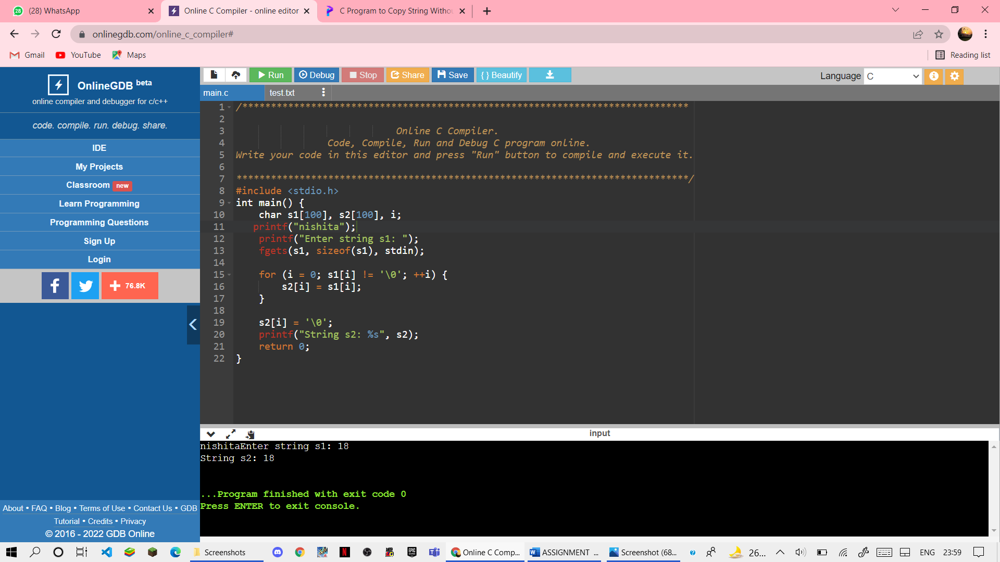 (28) WhatsApp
Online C Compiler - online editor
C Program to Copy String Witho
onlinegdb.com/online_c_compiler#
Gmail YouTube Maps
Reading list
OnlineGDB beta
online compiler and debugger for c/c++
code. compile. run. debug. share.
IDE
My Projects
Classroom new
Learn Programming
Programming Questions
Sign Up
Login
76.8K
About • FAQ • Blog • Terms of Use • Contact Us • GDB
Tutorial • Credits • Privacy
© 2016 - 2022 GDB Online
Run Debug Stop Share Save { } Beautify
Language C
main.c test.txt
1 /******************************************************************************
2
3 Online C Compiler.
4 Code, Compile, Run and Debug C program online.
5 Write your code in this editor and press "Run" button to compile and execute it.
6
7 *******************************************************************************/
8 #include <stdio.h>
9 int main() {
10 char s1[100], s2[100], i;
11 printf("nishita");
12 printf("Enter string s1: ");
13 fgets(s1, sizeof(s1), stdin);
14
15 for (i = 0; s1[i] != '\0'; ++i) {
16 s2[i] = s1[i];
17 }
18
19 s2[i] = '\0';
20 printf("String s2: %s", s2);
21 return 0;
22 }
input
nishitaEnter string s1: 18
String s2: 18
...Program finished with exit code 0
Press ENTER to exit console.
Screenshots
Online C Comp...
ASSIGNMENT ...
Screenshot (68...
26...
ENG
23:59